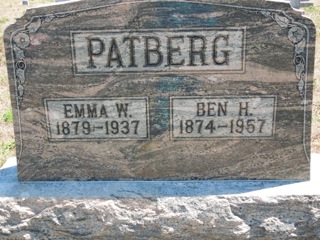 PATBERG
EMMA W.
1879-1937
BEN H.
1874-1957